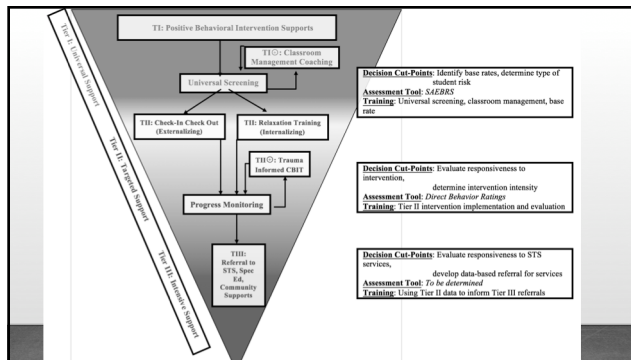 TI: Positive Behavioral Intervention Supports
TI☉: Classroom
Management Coaching
Universal Screening
TII: Check-In Check Out
(Externalizing)
TII: Relaxation Training
(Internalizing)
TII☉: Trauma
Informed CBIT
Progress Monitoring
TIII:
Referral to
STS, Spec
Ed,
Community
Supports
Tier I: Universal Support
Tier II: Targeted Support
Tier III: Intensive Support
Decision Cut-Points: Identify base rates, determine type of
student risk
Assessment Tool: SAEBRS
Training: Universal screening, classroom management, base
rate
Decision Cut-Points: Evaluate responsiveness to
intervention,
determine intervention intensity
Assessment Tool: Direct Behavior Ratings
Training: Tier II intervention implementation and evaluation
Decision Cut-Points: Evaluate responsiveness to STS
services,
develop data-based referral for services
Assessment Tool: To be determined
Training: Using Tier II data to inform Tier III referrals